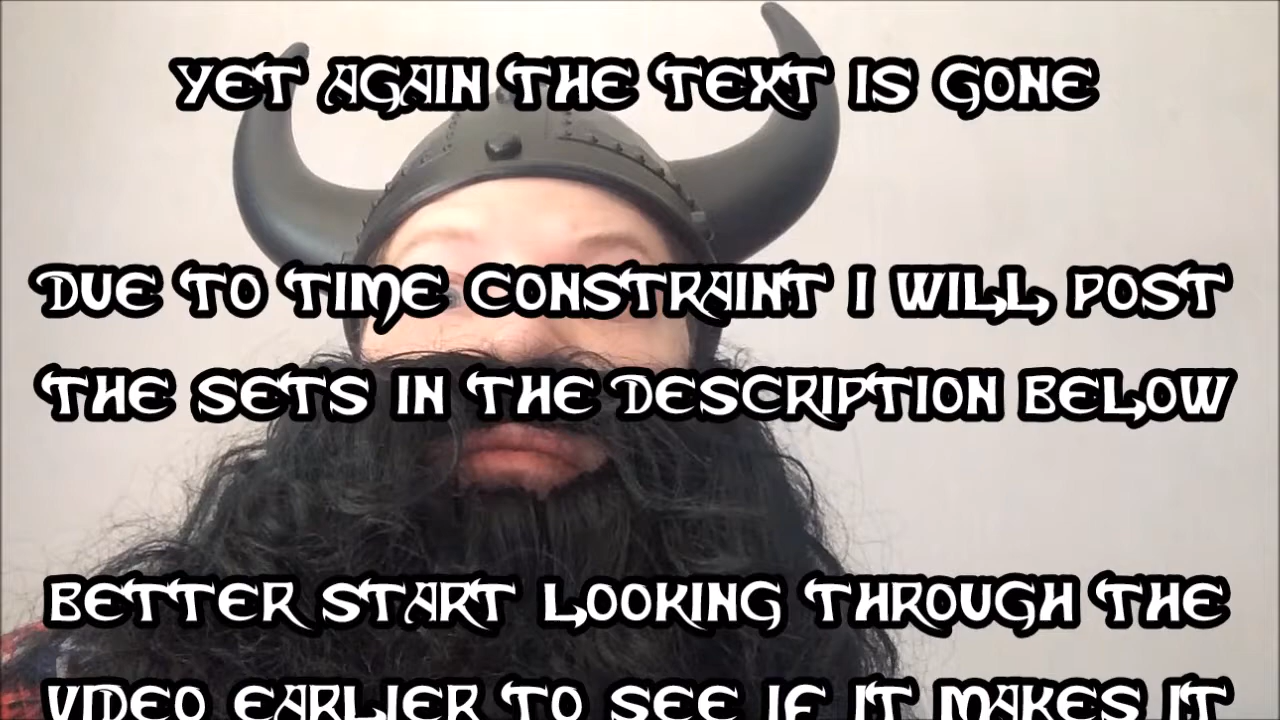 YET AGAIN THE TEXT IS GONE
DUE TO TIME CONSTRAINT I WILL POST
THE SETS IN THE DESCRIPTION BELOW
BETTER START LOOKING THROUGH THE
VIDEO EARLIER TO SEE IF IT MAKES IT